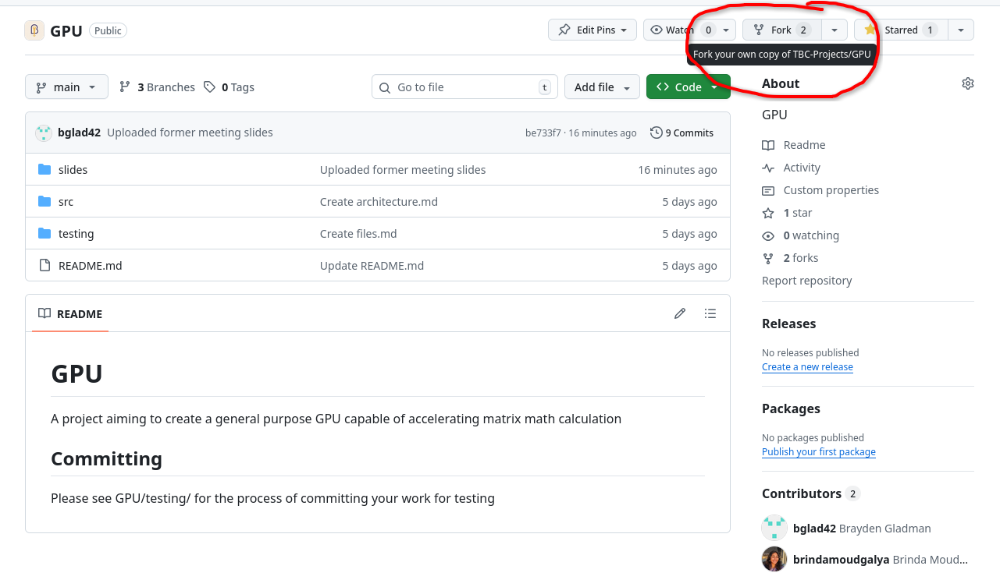 GPU Public Edit Pins Watch 0 Fork 2 Starred 1
Fork your own copy of TBC-Projects/GPU
main 3 Branches 0 Tags Go to file t Add file Code
bglad42 Uploaded former meeting slides be733f7 · 16 minutes ago 9 Commits
slides Uploaded former meeting slides 16 minutes ago
src Create architecture.md 5 days ago
testing Create files.md 5 days ago
README.md Update README.md 5 days ago
README
GPU
A project aiming to create a general purpose GPU capable of accelerating matrix math calculation
Committing
Please see GPU/testing/ for the process of committing your work for testing
About
GPU
Readme
Activity
Custom properties
1 star
0 watching
2 forks
Report repository
Releases
No releases published
Create a new release
Packages
No packages published
Publish your first package
Contributors 2
bglad42 Brayden Gladman
brindamoudgalya Brinda Moud...